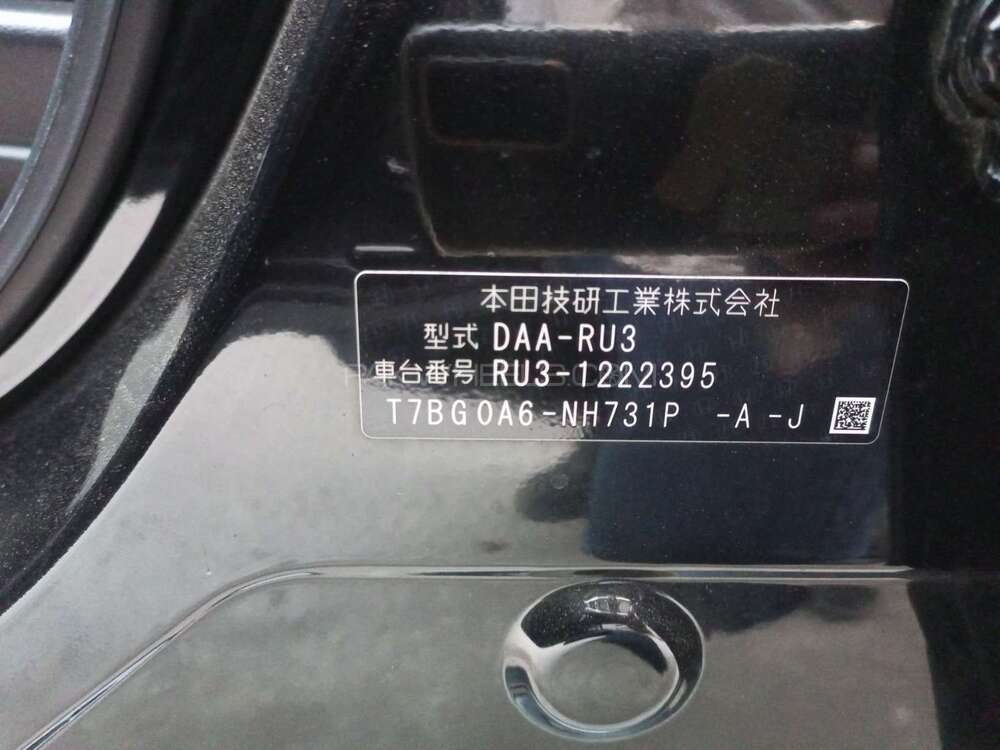 本田技研工業株式会社
型式 DAA-RU3
車台番号 RU3-1222395
T7BG0A6-NH731P -A -J